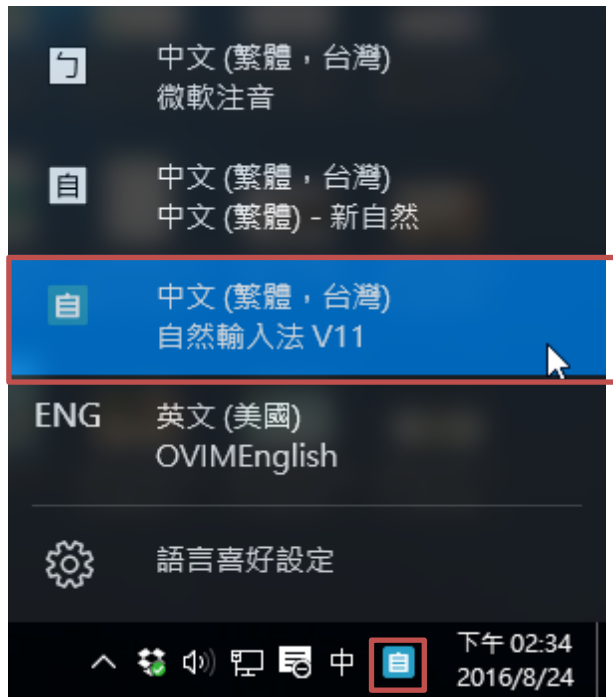 ㄅ 中文 (繁體，台灣)
微軟注音
自 中文 (繁體，台灣)
中文 (繁體) - 新自然
自 中文 (繁體，台灣)
自然輸入法 V11
ENG 英文 (美國)
OVIMEnglish
語言喜好設定
中 自 下午 02:34
2016/8/24